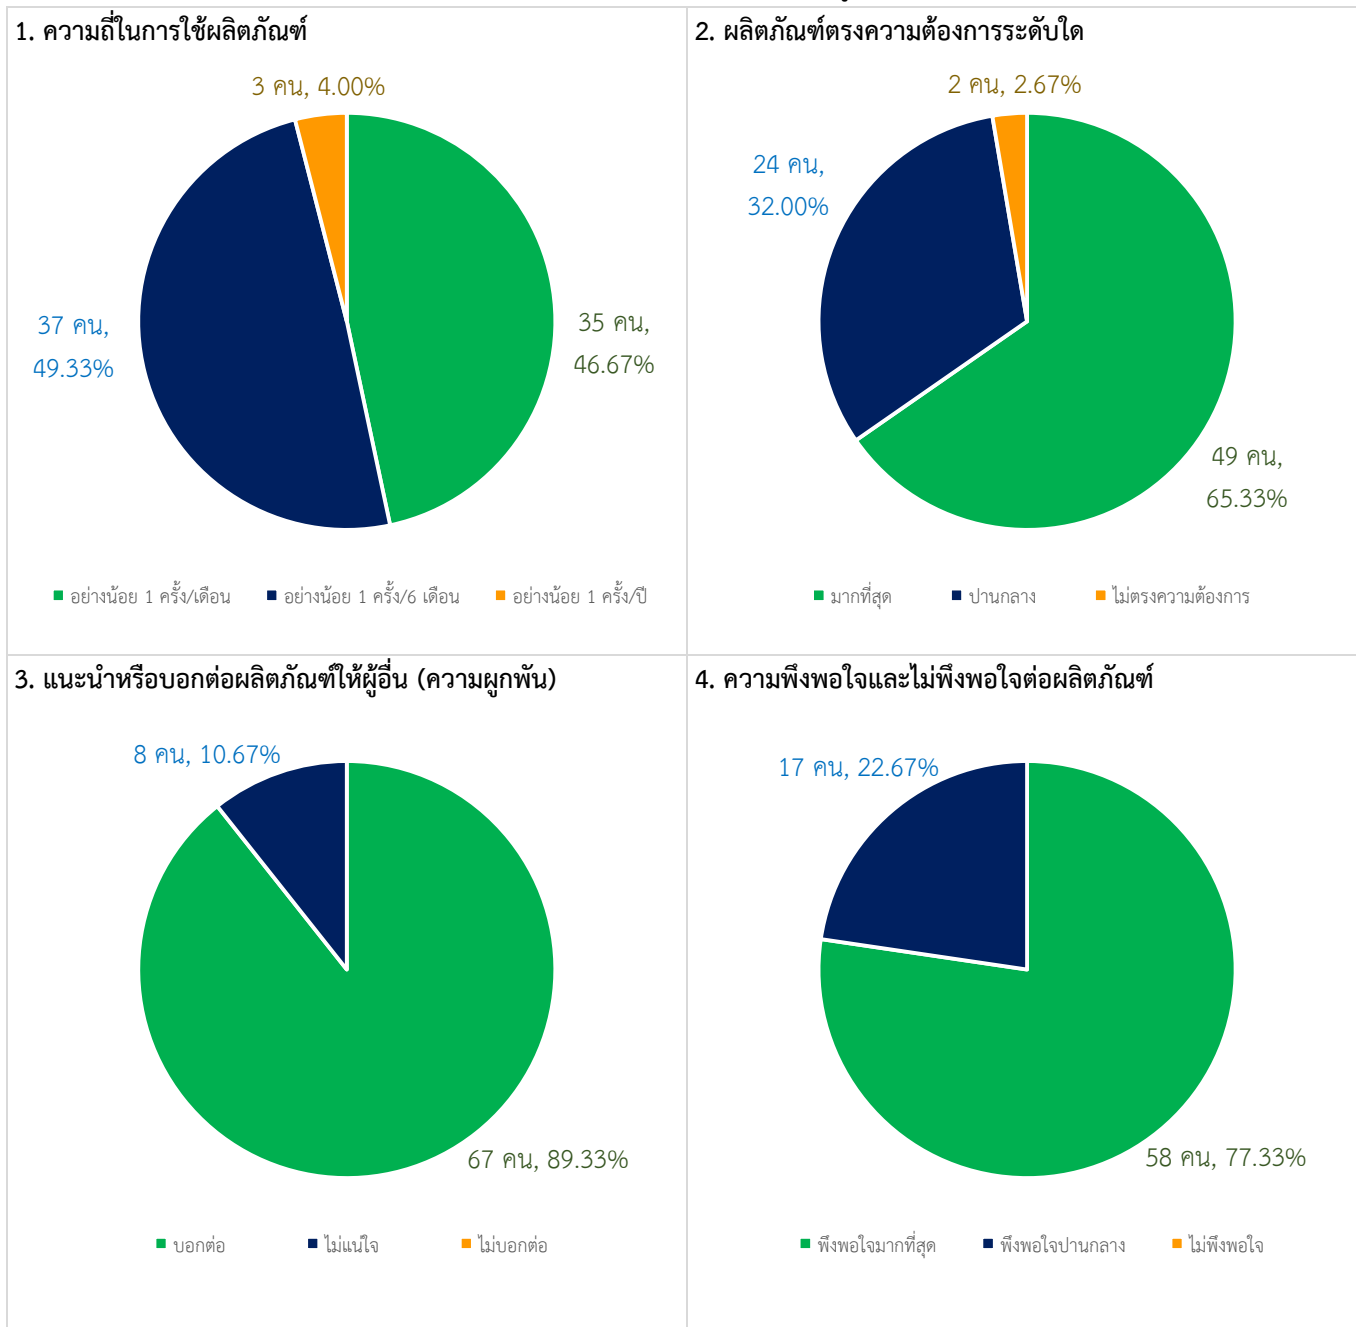 1. ความถี่ในการใช้ผลิตภัณฑ์
3 คน, 4.00%
37 คน,
49.33%
35 คน,
46.67%
อย่างน้อย 1 ครั้ง/เดือน อย่างน้อย 1 ครั้ง/6 เดือน อย่างน้อย 1 ครั้ง/ปี
2. ผลิตภัณฑ์ตรงความต้องการระดับใด
2 คน, 2.67%
24 คน,
32.00%
49 คน,
65.33%
มากที่สุด ปานกลาง ไม่ตรงความต้องการ
3. แนะนำหรือบอกต่อผลิตภัณฑ์ให้ผู้อื่น (ความผูกพัน)
8 คน, 10.67%
67 คน, 89.33%
บอกต่อ ไม่แน่ใจ ไม่บอกต่อ
4. ความพึงพอใจและไม่พึงพอใจต่อผลิตภัณฑ์
17 คน, 22.67%
58 คน, 77.33%
พึงพอใจมากที่สุด พึงพอใจปานกลาง ไม่พึงพอใจ